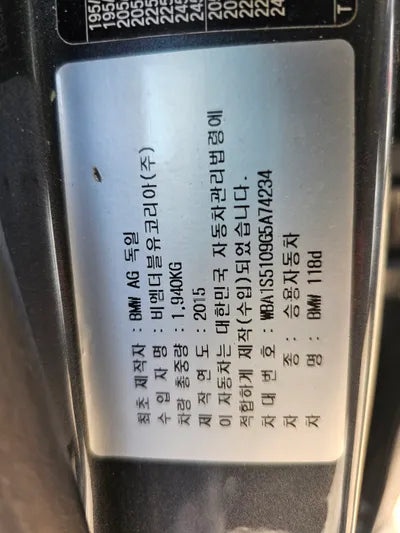 195/
195/
205
최초 제작자 : BMW AG 독일
수 입 자 명 : 비엠더블유코리아(주)
차량 총중량 : 1,940KG
제 작 연 도 : 2015
이 자동차는 대한민국 자동차관리법령에
적합하게 제작(수입)되었습니다.
차 대 번 호 : WBA1S5109G5A74234
차 종 : 승용자동차
차 명 : BMW 118d